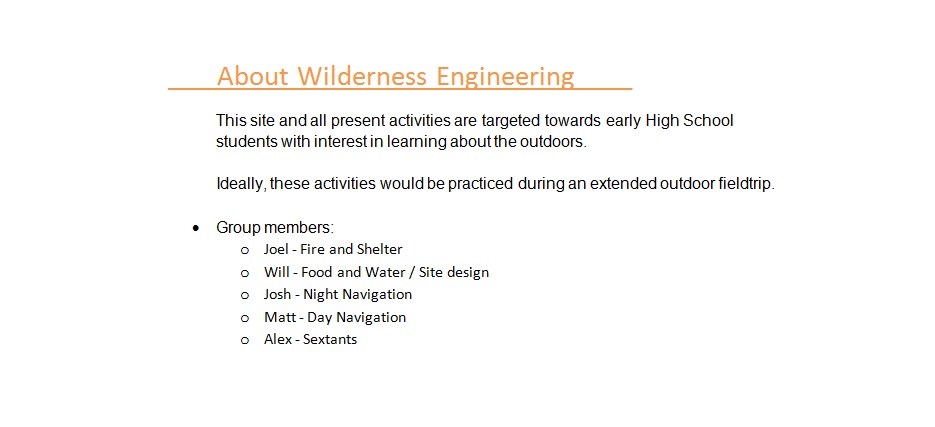 About Wilderness Engineering
This site and all present activities are targeted towards early High School
students with interest in learning about the outdoors.
Ideally, these activities would be practiced during an extended outdoor fieldtrip.
• Group members:
o Joel - Fire and Shelter
o Will - Food and Water / Site design
o Josh - Night Navigation
o Matt - Day Navigation
o Alex - Sextants